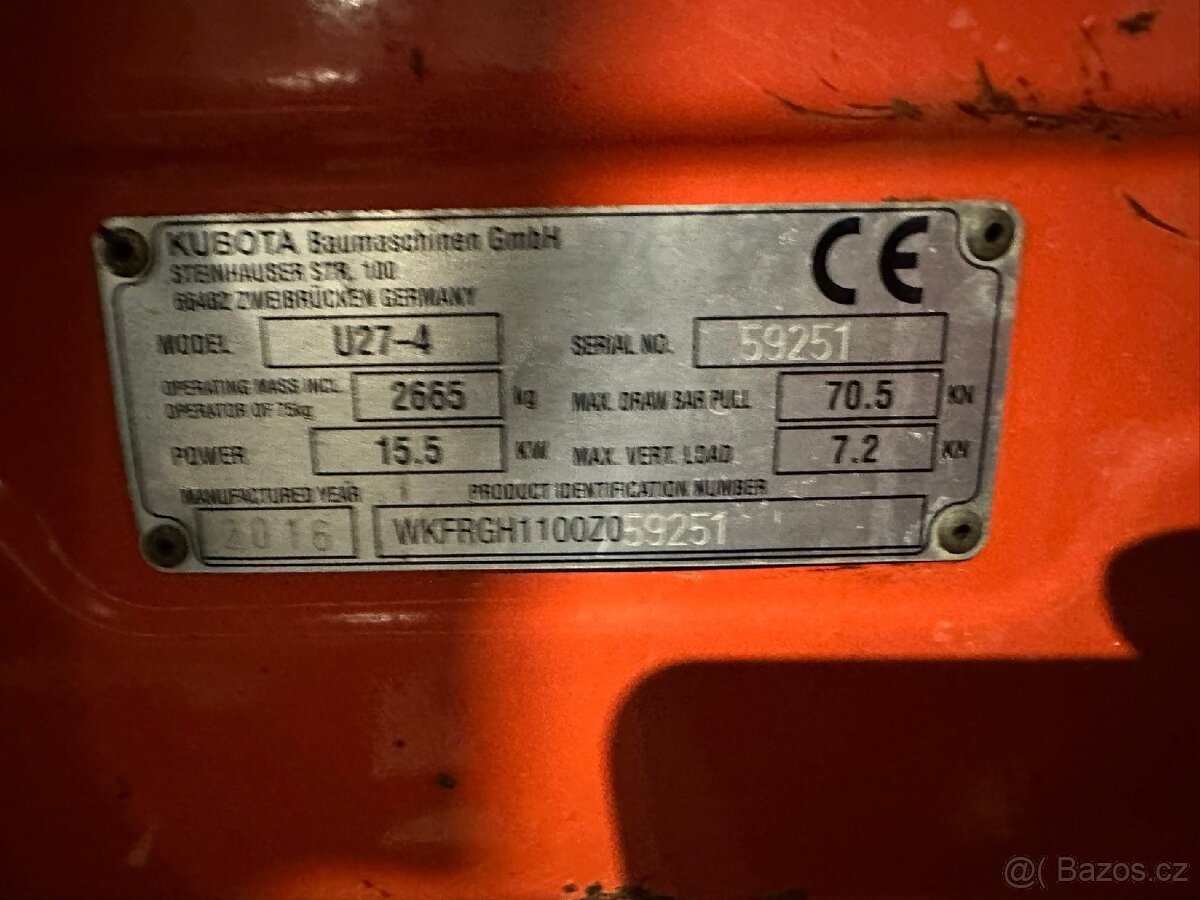 KUBOTA Baumaschinen GmbH
STEINHAUSER STR. 100
66482 ZWEIBRÜCKEN GERMANY
CE
MODEL U27-4 SERIAL NO. 59251
OPERATING MASS INCL. OPERATOR OF 75kg 2665 kg MAX. DRAW BAR PULL 70.5 KN
POWER 15.5 KW MAX. VERT. LOAD 7.2 KN
MANUFACTURED YEAR PRODUCT IDENTIFICATION NUMBER
2016 WKFRGH1100Z059251
@( Bazos.cz